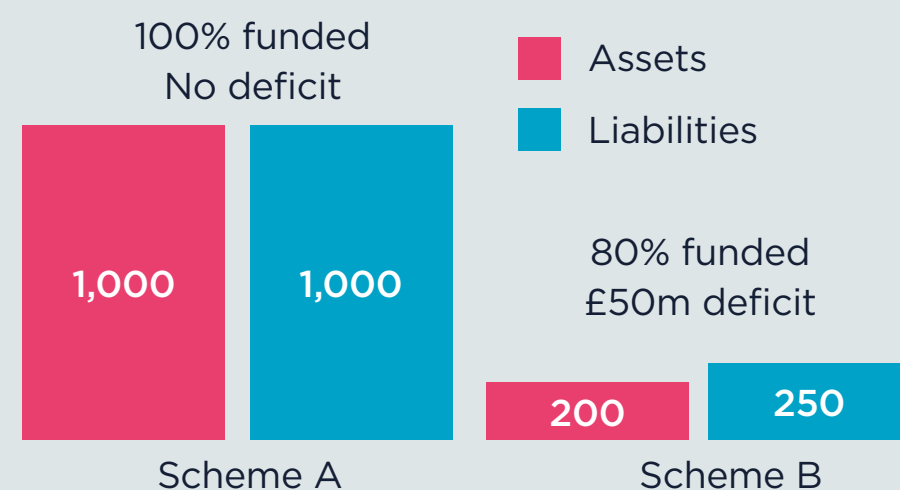 100% funded
No deficit
Assets
Liabilities
1,000
1,000
80% funded
£50m deficit
200
250
Scheme A
Scheme B